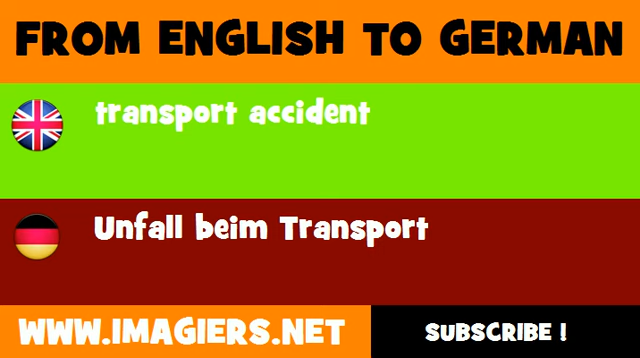 FROM ENGLISH TO GERMAN
transport accident
Unfall beim Transport
WWW.IMAGIERS.NET
SUBSCRIBE !